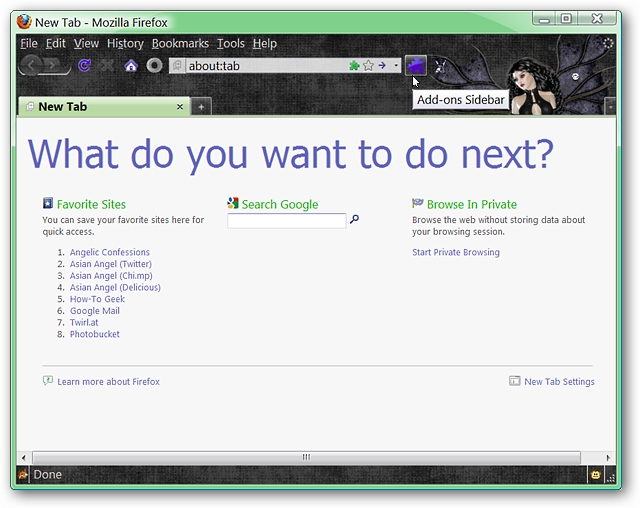 New Tab - Mozilla Firefox
File Edit View History Bookmarks Tools Help
about:tab
Add-ons Sidebar
New Tab
What do you want to do next?
Favorite Sites
You can save your favorite sites here for
quick access.
1. Angelic Confessions
2. Asian Angel (Twitter)
3. Asian Angel (Chi.mp)
4. Asian Angel (Delicious)
5. How-To Geek
6. Google Mail
7. Twirl.at
8. Photobucket
Search Google
Browse In Private
Browse the web without storing data about
your browsing session.
Start Private Browsing
Learn more about Firefox
New Tab Settings
Done